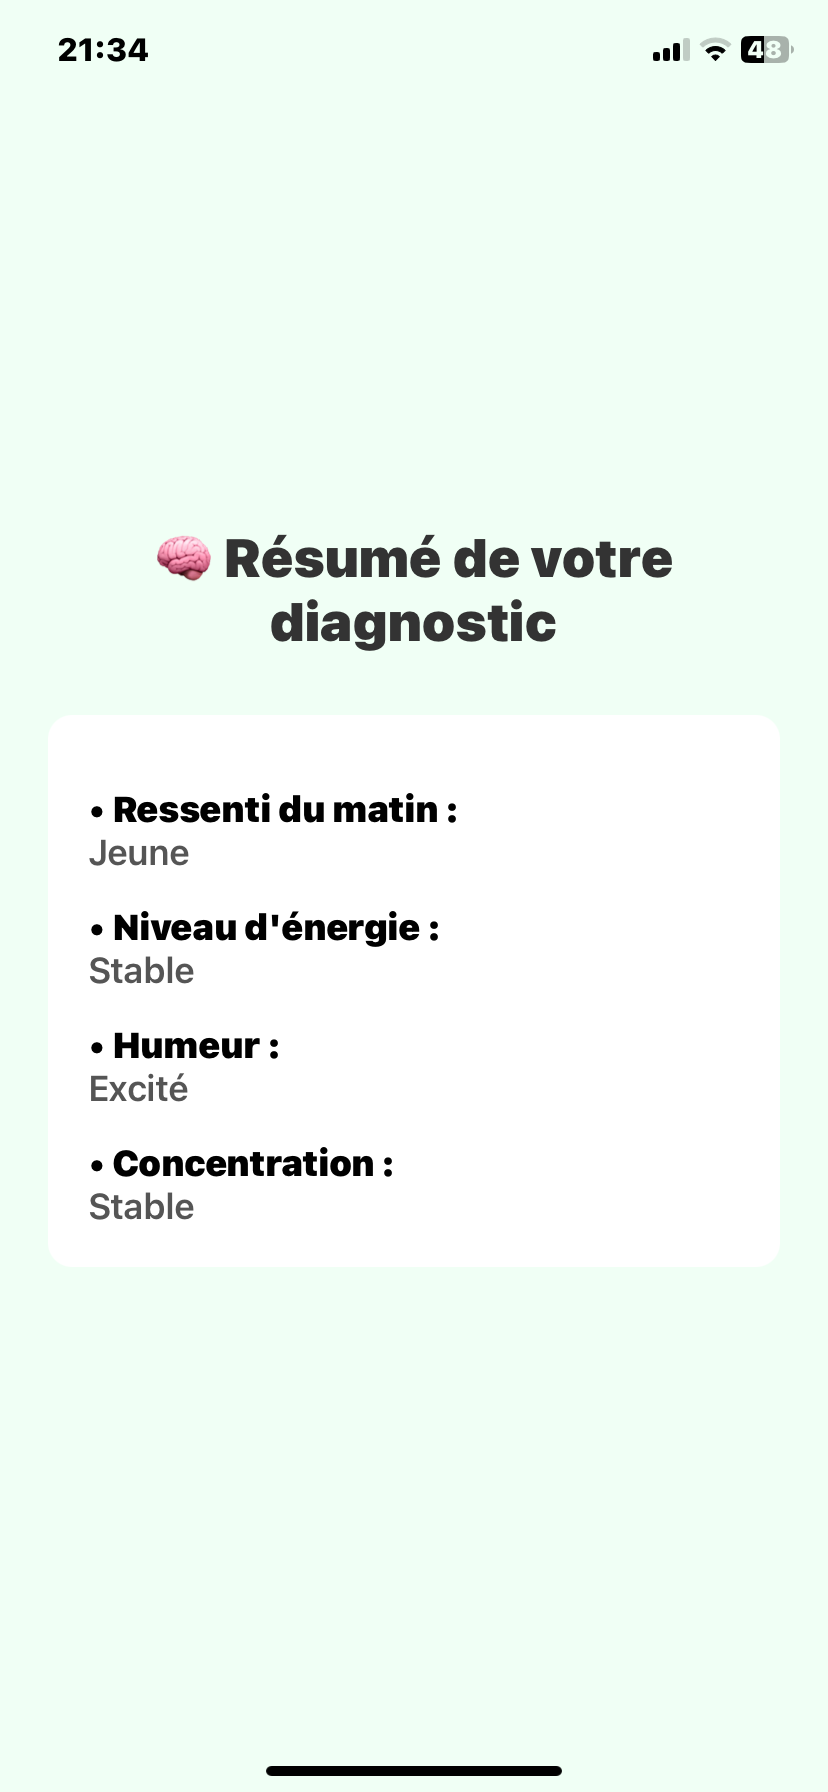 21:34
48
🧠 Résumé de votre
diagnostic
• Ressenti du matin :
Jeune
• Niveau d'énergie :
Stable
• Humeur :
Excité
• Concentration :
Stable